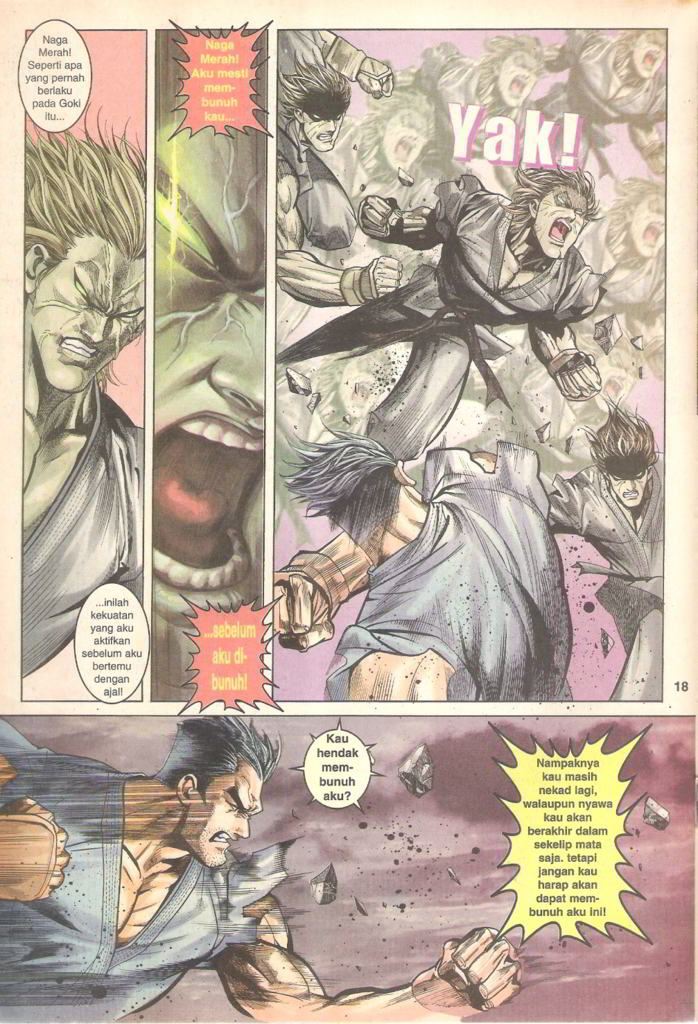 Naga
Merah!
Seperti apa
yang pernah
berlaku
pada Goki
itu...
...inilah
kekuatan
yang aku
aktifkan
sebelum aku
bertemu
dengan
ajal!
Naga
Merah!
Aku mesti
mem-
bunuh
kau...
...sebelum
aku di-
bunuh!
Yak!
18
Kau
hendak
mem-
bunuh
aku?
Nampaknya
kau masih
nekad lagi,
walaupun nyawa
kau akan
berakhir dalam
sekelip mata
saja. tetapi
jangan kau
harap akan
dapat mem-
bunuh aku ini!